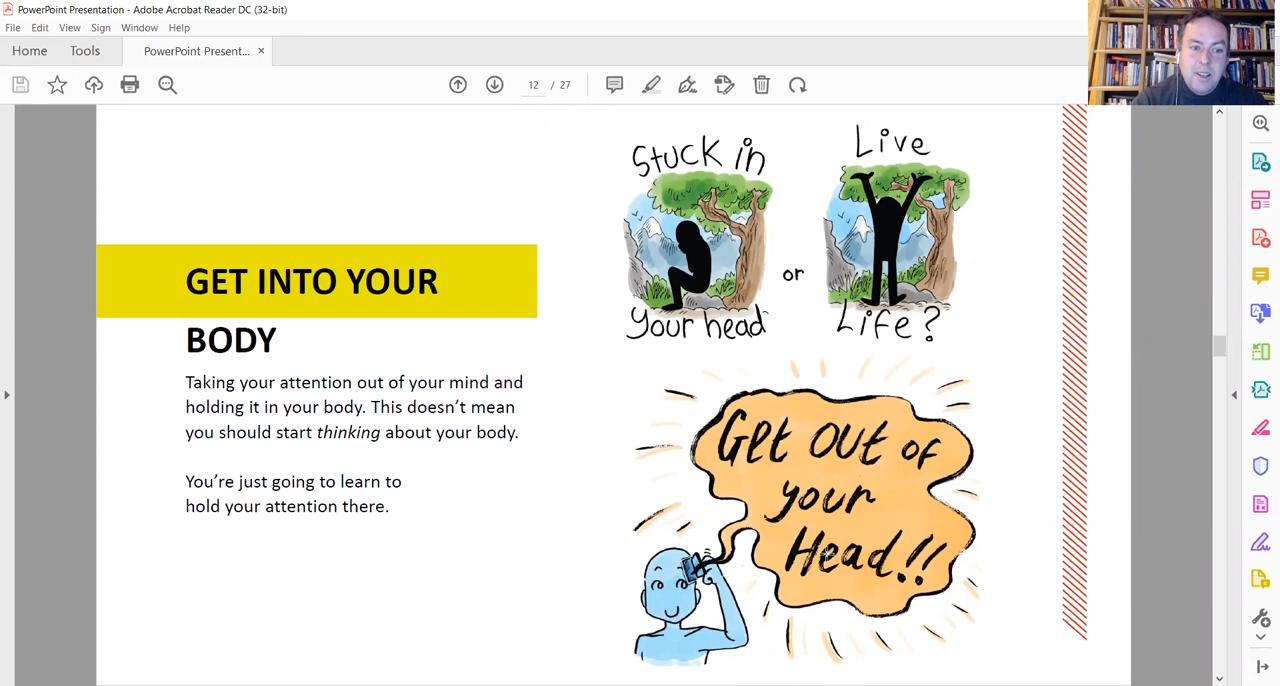 PowerPoint Presentation - Adobe Acrobat Reader DC (32-bit)
File Edit View Sign Window Help
Home Tools PowerPoint Present... ×
12 / 27
GET INTO YOUR
BODY
Taking your attention out of your mind and
holding it in your body. This doesn’t mean
you should start thinking about your body.
You’re just going to learn to
hold your attention there.
Stuck in
your head
or
Live
Life?
Get out of
your
Head!!